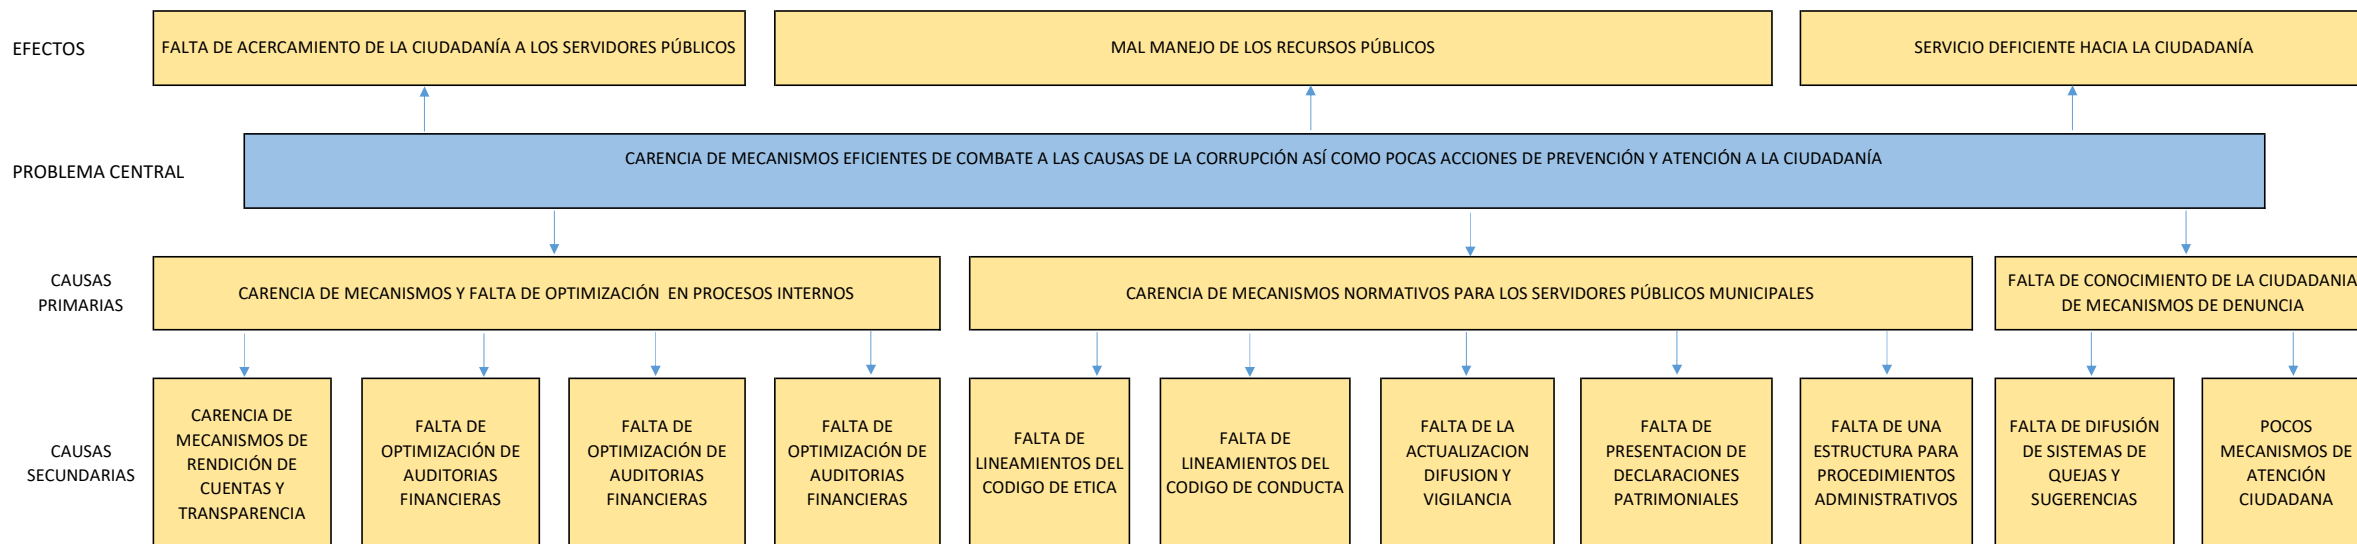 EFECTOS
FALTA DE ACERCAMIENTO DE LA CIUDADANÍA A LOS SERVIDORES PÚBLICOS
MAL MANEJO DE LOS RECURSOS PÚBLICOS
SERVICIO DEFICIENTE HACIA LA CIUDADANÍA
PROBLEMA CENTRAL
CARENCIA DE MECANISMOS EFICIENTES DE COMBATE A LAS CAUSAS DE LA CORRUPCIÓN ASÍ COMO POCAS ACCIONES DE PREVENCIÓN Y ATENCIÓN A LA CIUDADANÍA
CAUSAS
PRIMARIAS
CARENCIA DE MECANISMOS Y FALTA DE OPTIMIZACIÓN  EN PROCESOS INTERNOS
CARENCIA DE MECANISMOS NORMATIVOS PARA LOS SERVIDORES PÚBLICOS MUNICIPALES
FALTA DE CONOCIMIENTO DE LA CIUDADANIA
DE MECANISMOS DE DENUNCIA
CAUSAS
SECUNDARIAS
CARENCIA DE
MECANISMOS DE
RENDICIÓN DE
CUENTAS Y
TRANSPARENCIA
FALTA DE
OPTIMIZACIÓN DE
AUDITORIAS
FINANCIERAS
FALTA DE
OPTIMIZACIÓN DE
AUDITORIAS
FINANCIERAS
FALTA DE
OPTIMIZACIÓN DE
AUDITORIAS
FINANCIERAS
FALTA DE
LINEAMIENTOS DEL
CODIGO DE ETICA
FALTA DE
LINEAMIENTOS DEL
CODIGO DE CONDUCTA
FALTA DE LA
ACTUALIZACION
DIFUSION Y
VIGILANCIA
FALTA DE
PRESENTACION DE
DECLARACIONES
PATRIMONIALES
FALTA DE UNA
ESTRUCTURA PARA
PROCEDIMIENTOS
ADMINISTRATIVOS
FALTA DE DIFUSIÓN
DE SISTEMAS DE
QUEJAS Y
SUGERENCIAS
POCOS
MECANISMOS DE
ATENCIÓN
CIUDADANA